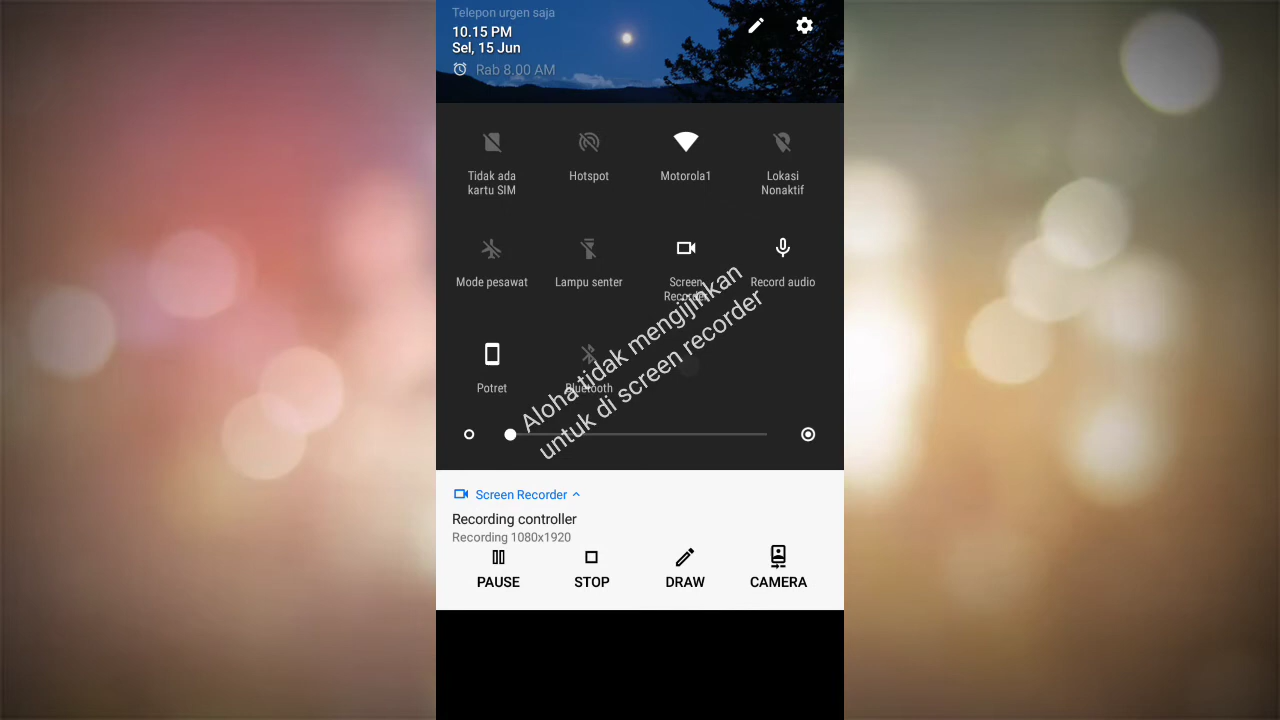 Telepon urgen saja
10.15 PM
Sel, 15 Jun
Rab 8.00 AM
Tidak ada
kartu SIM
Hotspot
Motorola1
Lokasi
Nonaktif
Mode pesawat
Lampu senter
Screen
Recorder
Record audio
Potret
Bluetooth
Aloha tidak mengijinkan
untuk di screen recorder
Screen Recorder
Recording controller
Recording 1080x1920
PAUSE
STOP
DRAW
CAMERA